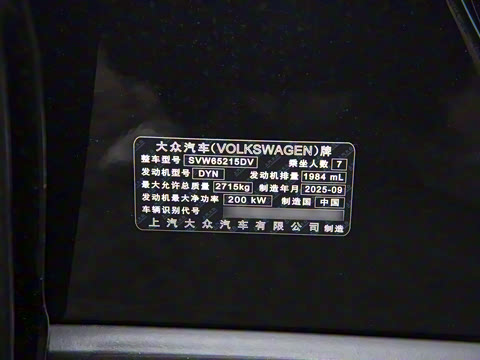 大众汽车(VOLKSWAGEN)牌
整车型号 SVW65215DV 乘坐人数 7
发动机型号 DYN 发动机排量 1984 mL
最大允许总质量 2715kg 制造年月 2025-09
发动机最大净功率 200 kW 制造国 中国
车辆识别代号
上汽大众汽车有限公司 制造